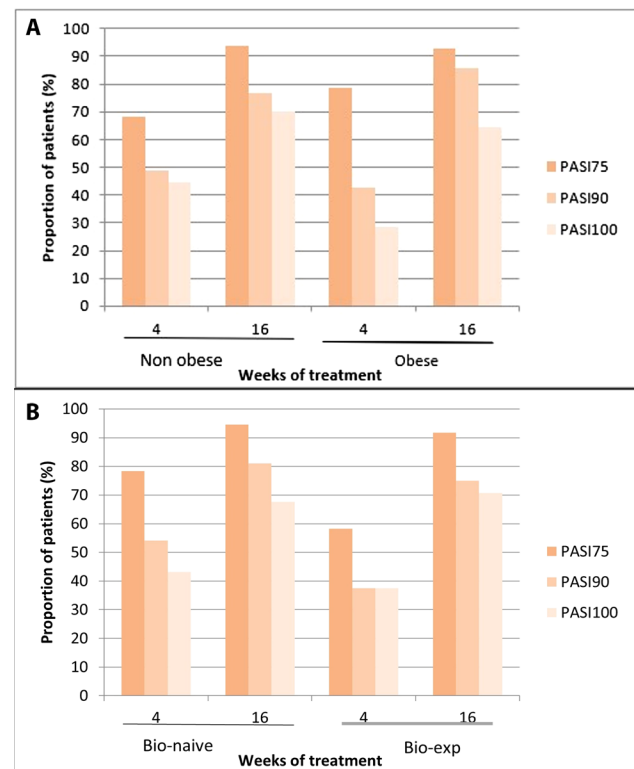 A
Proportion of patients (%)
100
90
80
70
60
50
40
30
20
10
0
4 16 4 16
Non obese Obese
Weeks of treatment
PASI75
PASI90
PASI100
B
Proportion of patients (%)
100
90
80
70
60
50
40
30
20
10
0
4 16 4 16
Bio-naive Bio-exp
Weeks of treatment
PASI75
PASI90
PASI100